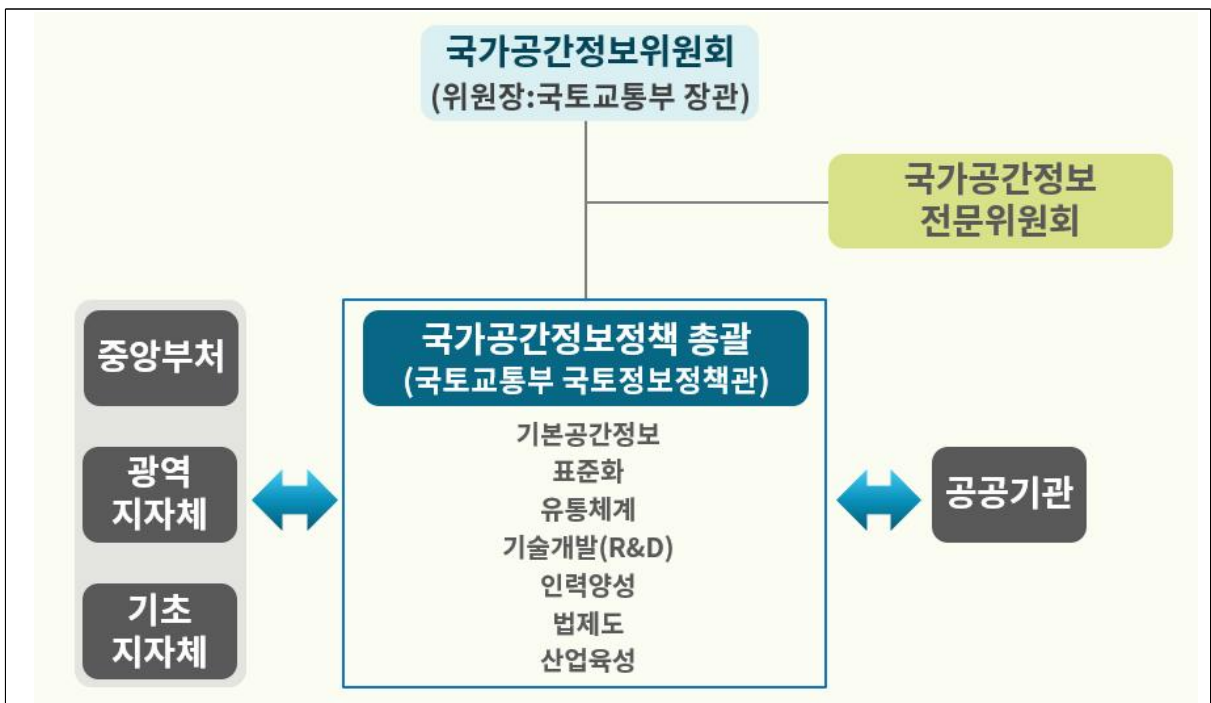 국가공간정보위원회
(위원장:국토교통부 장관)
국가공간정보
전문위원회
중앙부처
광역
지자체
기초
지자체
국가공간정보정책 총괄
(국토교통부 국토정보정책관)
기본공간정보
표준화
유통체계
기술개발(R&D)
인력양성
법제도
산업육성
공공기관